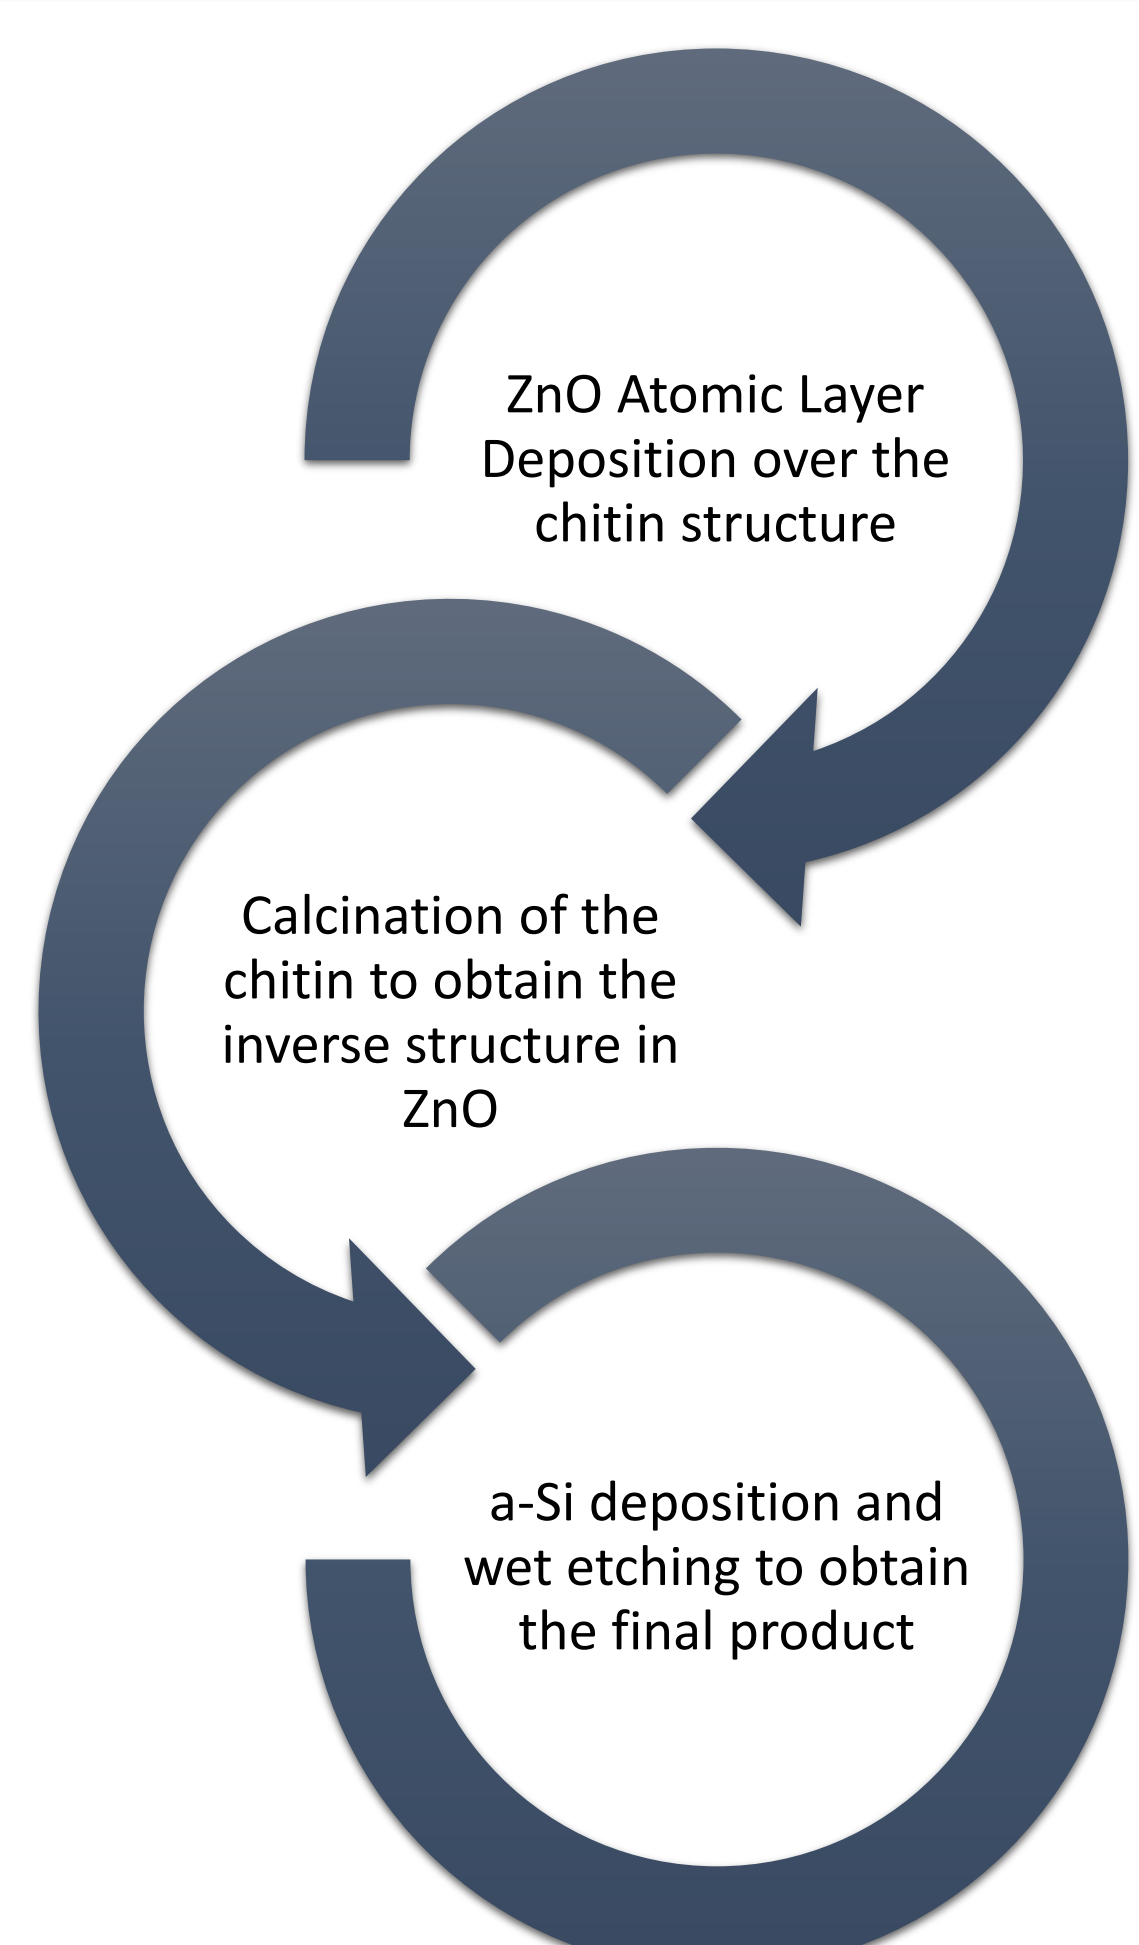 ZnO Atomic Layer
Deposition over the
chitin structure
Calcination of the
chitin to obtain the
inverse structure in
ZnO
a-Si deposition and
wet etching to obtain
the final product